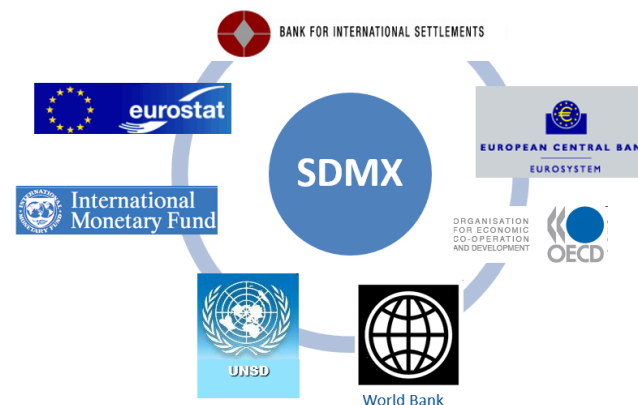 BANK FOR INTERNATIONAL SETTLEMENTS
eurostat
SDMX
EUROPEAN CENTRAL BAN
EUROSYSTEM
International
Monetary Fund
ORGANISATION
FOR ECONOMIC
CO-OPERATION
AND DEVELOPMENT
OECD
UNSD
World Bank